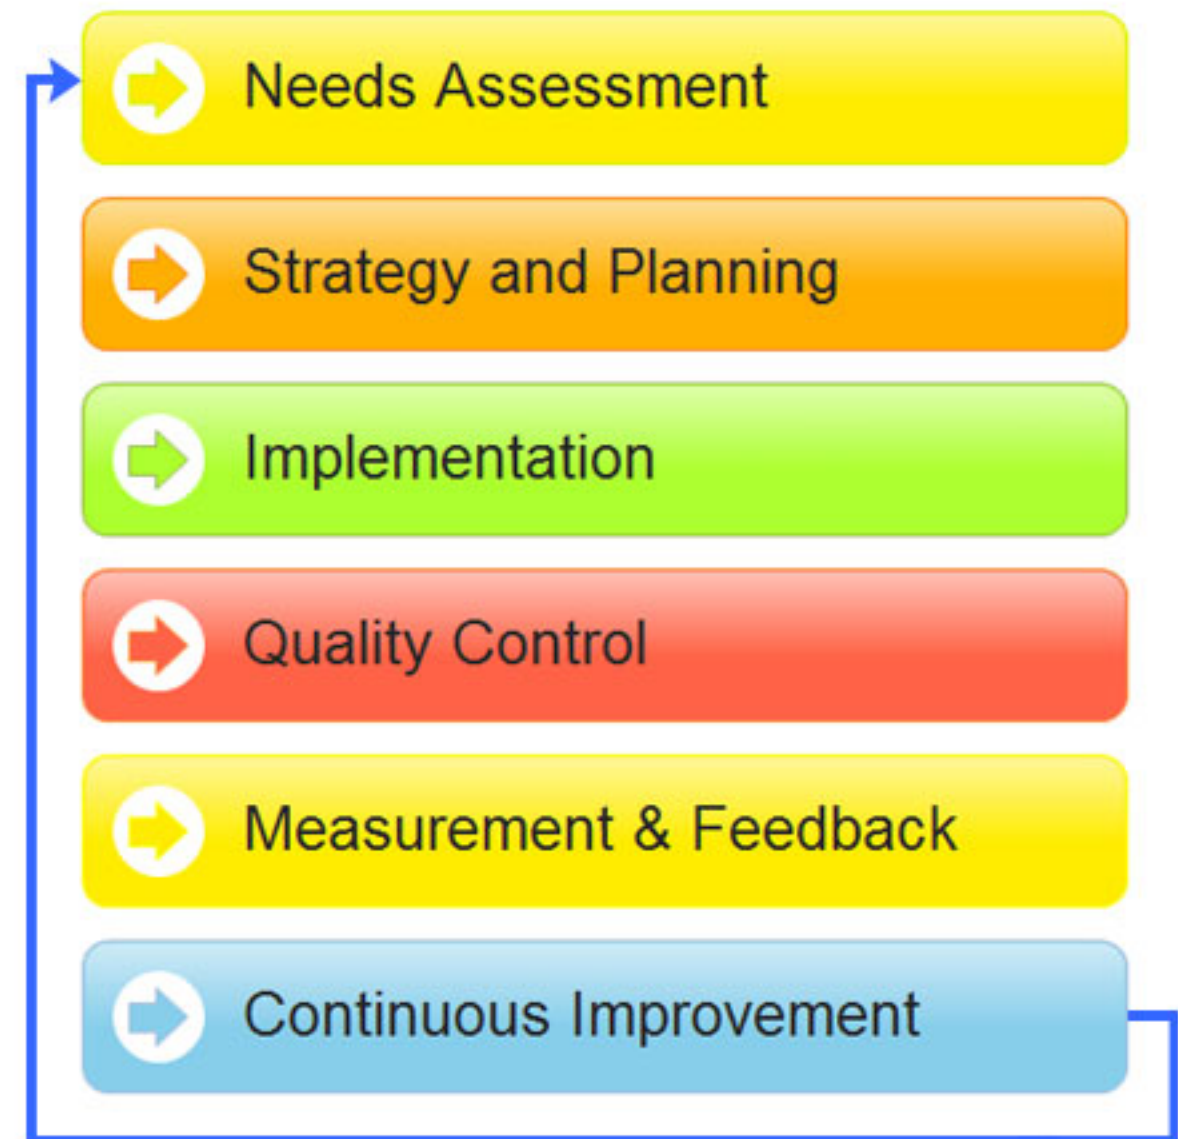 Needs Assessment
Strategy and Planning
Implementation
Quality Control
Measurement & Feedback
Continuous Improvement